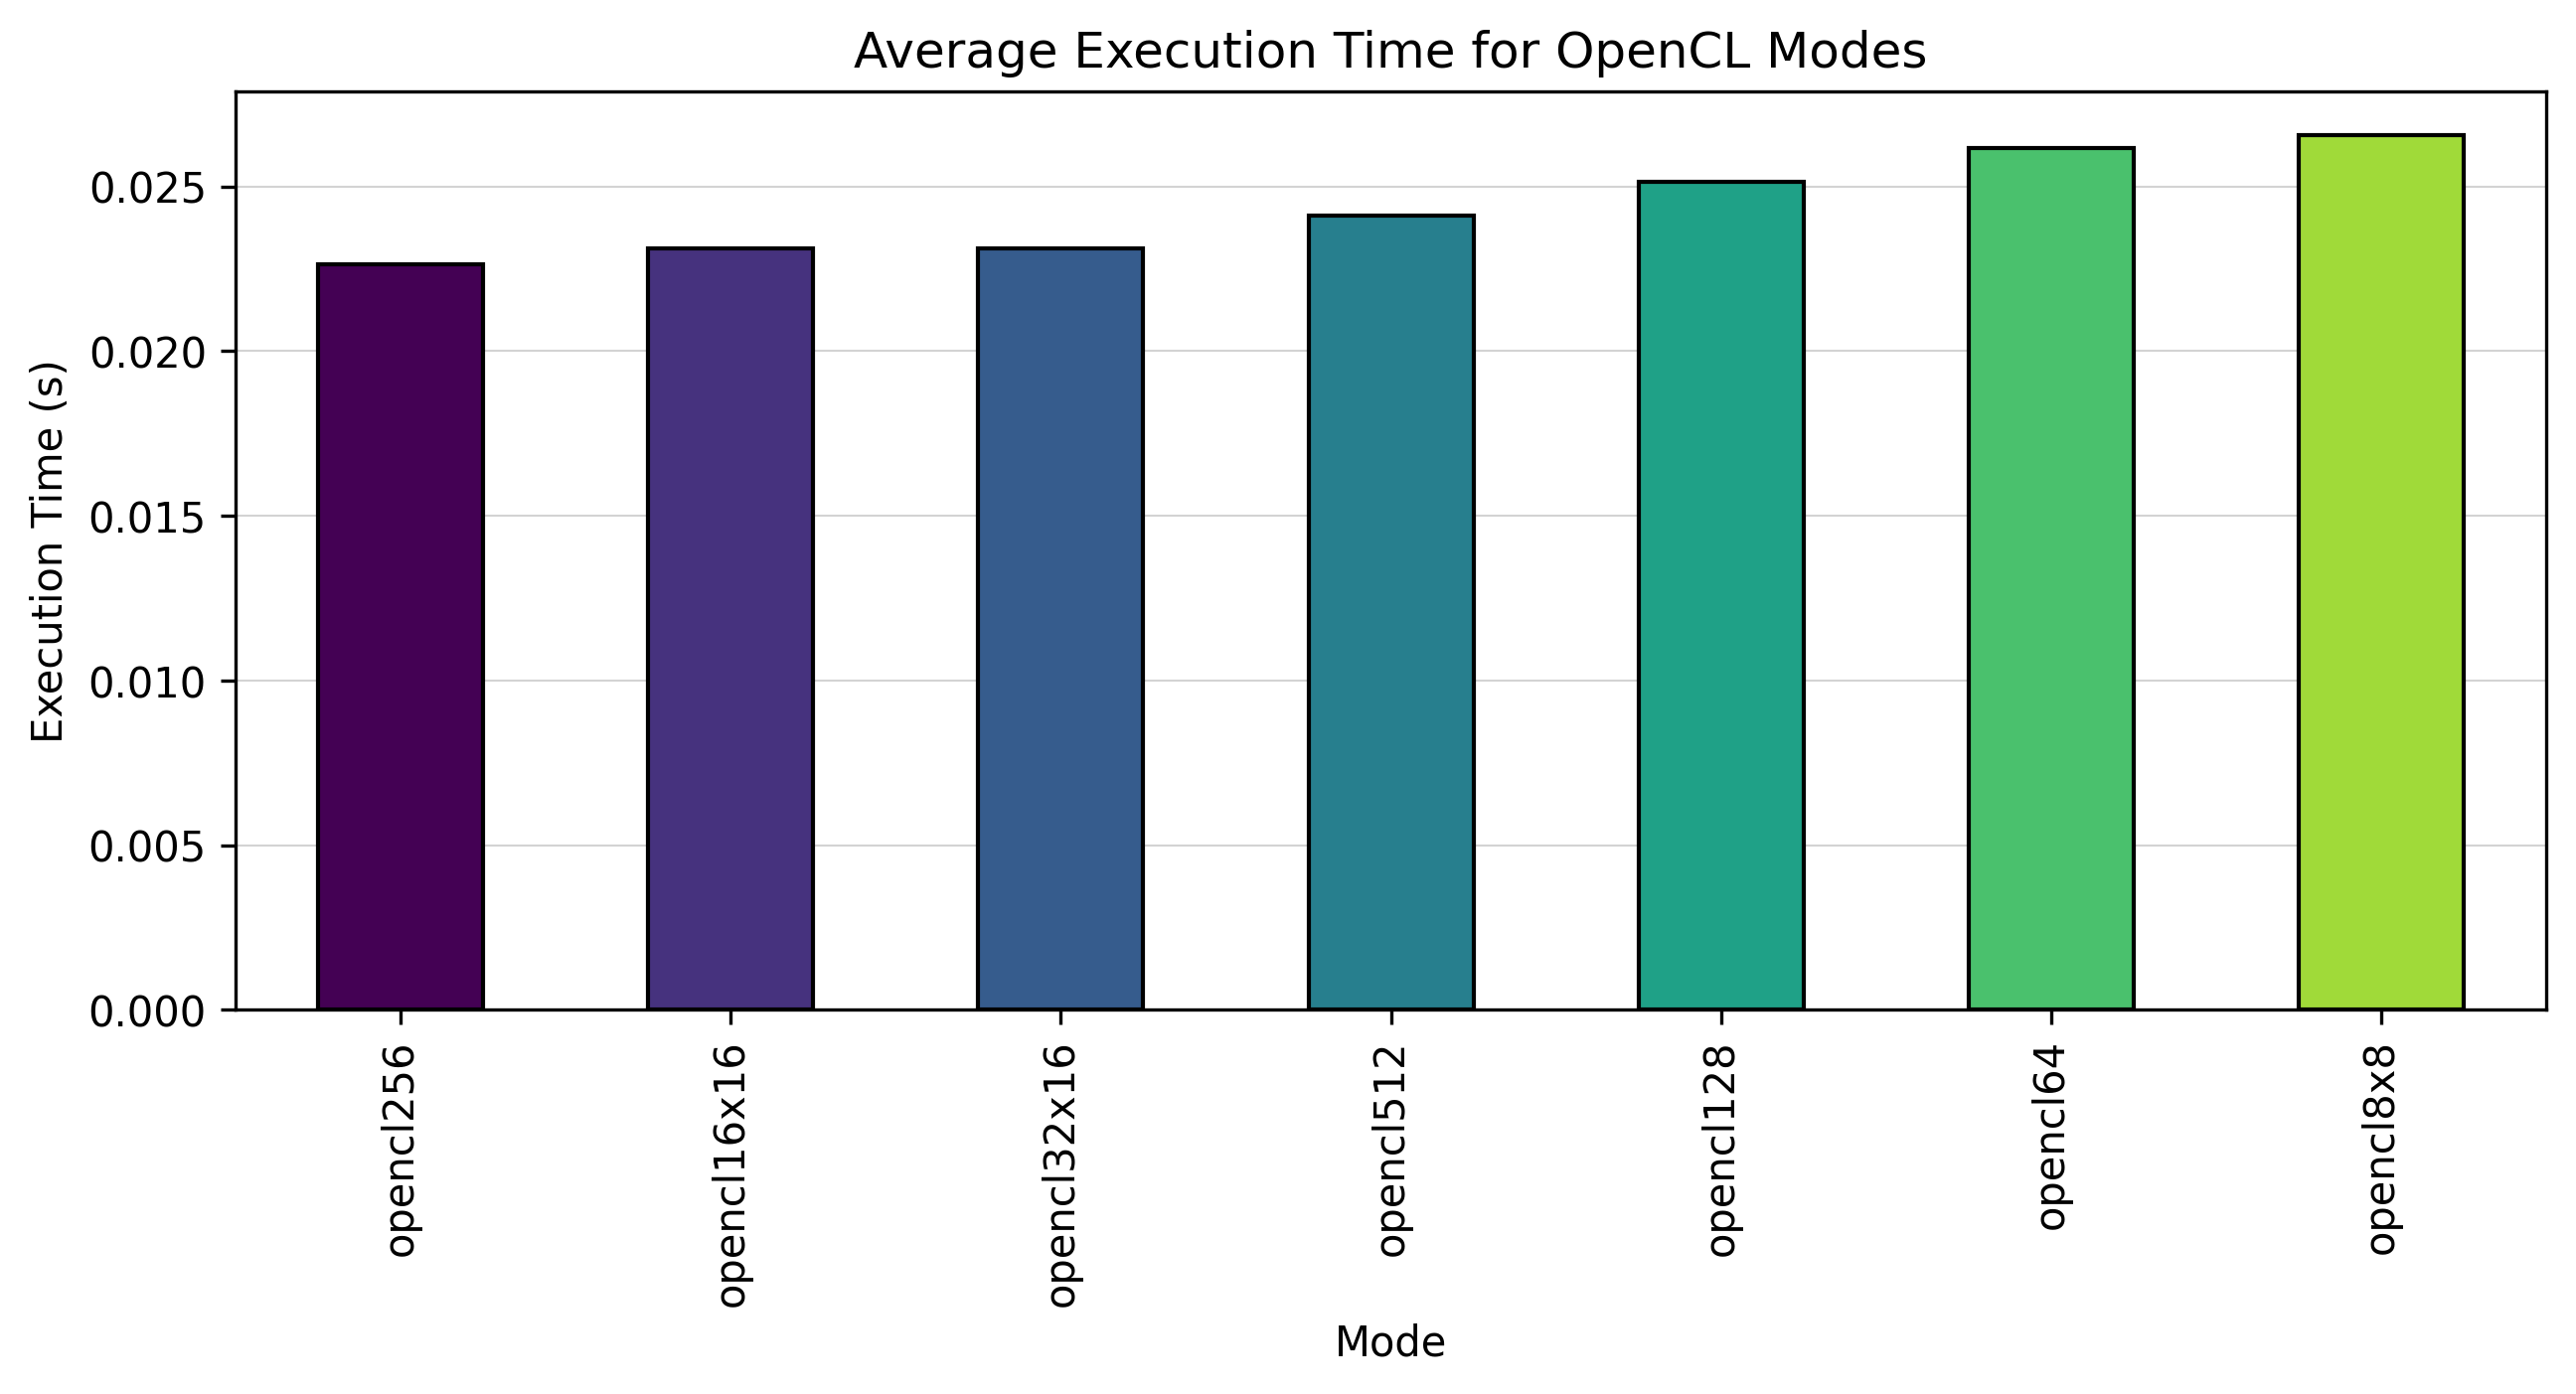 Average Execution Time for OpenCL Modes
Execution Time (s)
0.025
0.020
0.015
0.010
0.005
0.000
opencl256
opencl16x16
opencl32x16
opencl512
opencl128
opencl64
opencl8x8
Mode